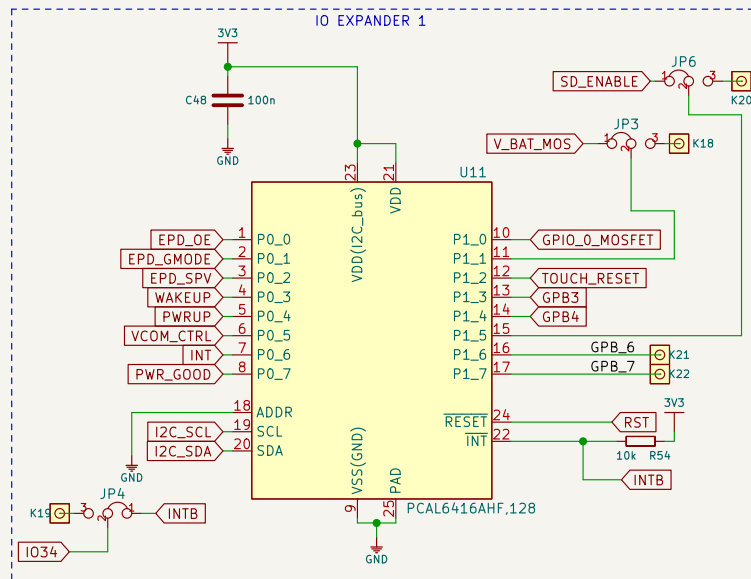 IO EXPANDER 1
3V3
C48 100n
GND
JP6
SD_ENABLE 1 2 3
K20
JP3
V_BAT_MOS 1 2 3 K18
U11
23 21
VDD(I2C_bus) VDD
EPD_OE 1 P0_0 P1_0 10 GPIO_0_MOSFET
EPD_GMODE 2 P0_1 P1_1 11
EPD_SPV 3 P0_2 P1_2 12 TOUCH_RESET
WAKEUP 4 P0_3 P1_3 13 GPB3
PWRUP 5 P0_4 P1_4 14 GPB4
VCOM_CTRL 6 P0_5 P1_5 15
INT 7 P0_6 P1_6 16 GPB_6 K21
PWR_GOOD 8 P0_7 P1_7 17 GPB_7 K22
18 ADDR RESET 24 RST 3V3
I2C_SCL 19 SCL INT 22
I2C_SDA 20 SDA 10k R54
GND
VSS(GND) PAD
INTB
9 25 PCAL6416AHF,128
JP4
K19 3 2 1 INTB
IO34
GND